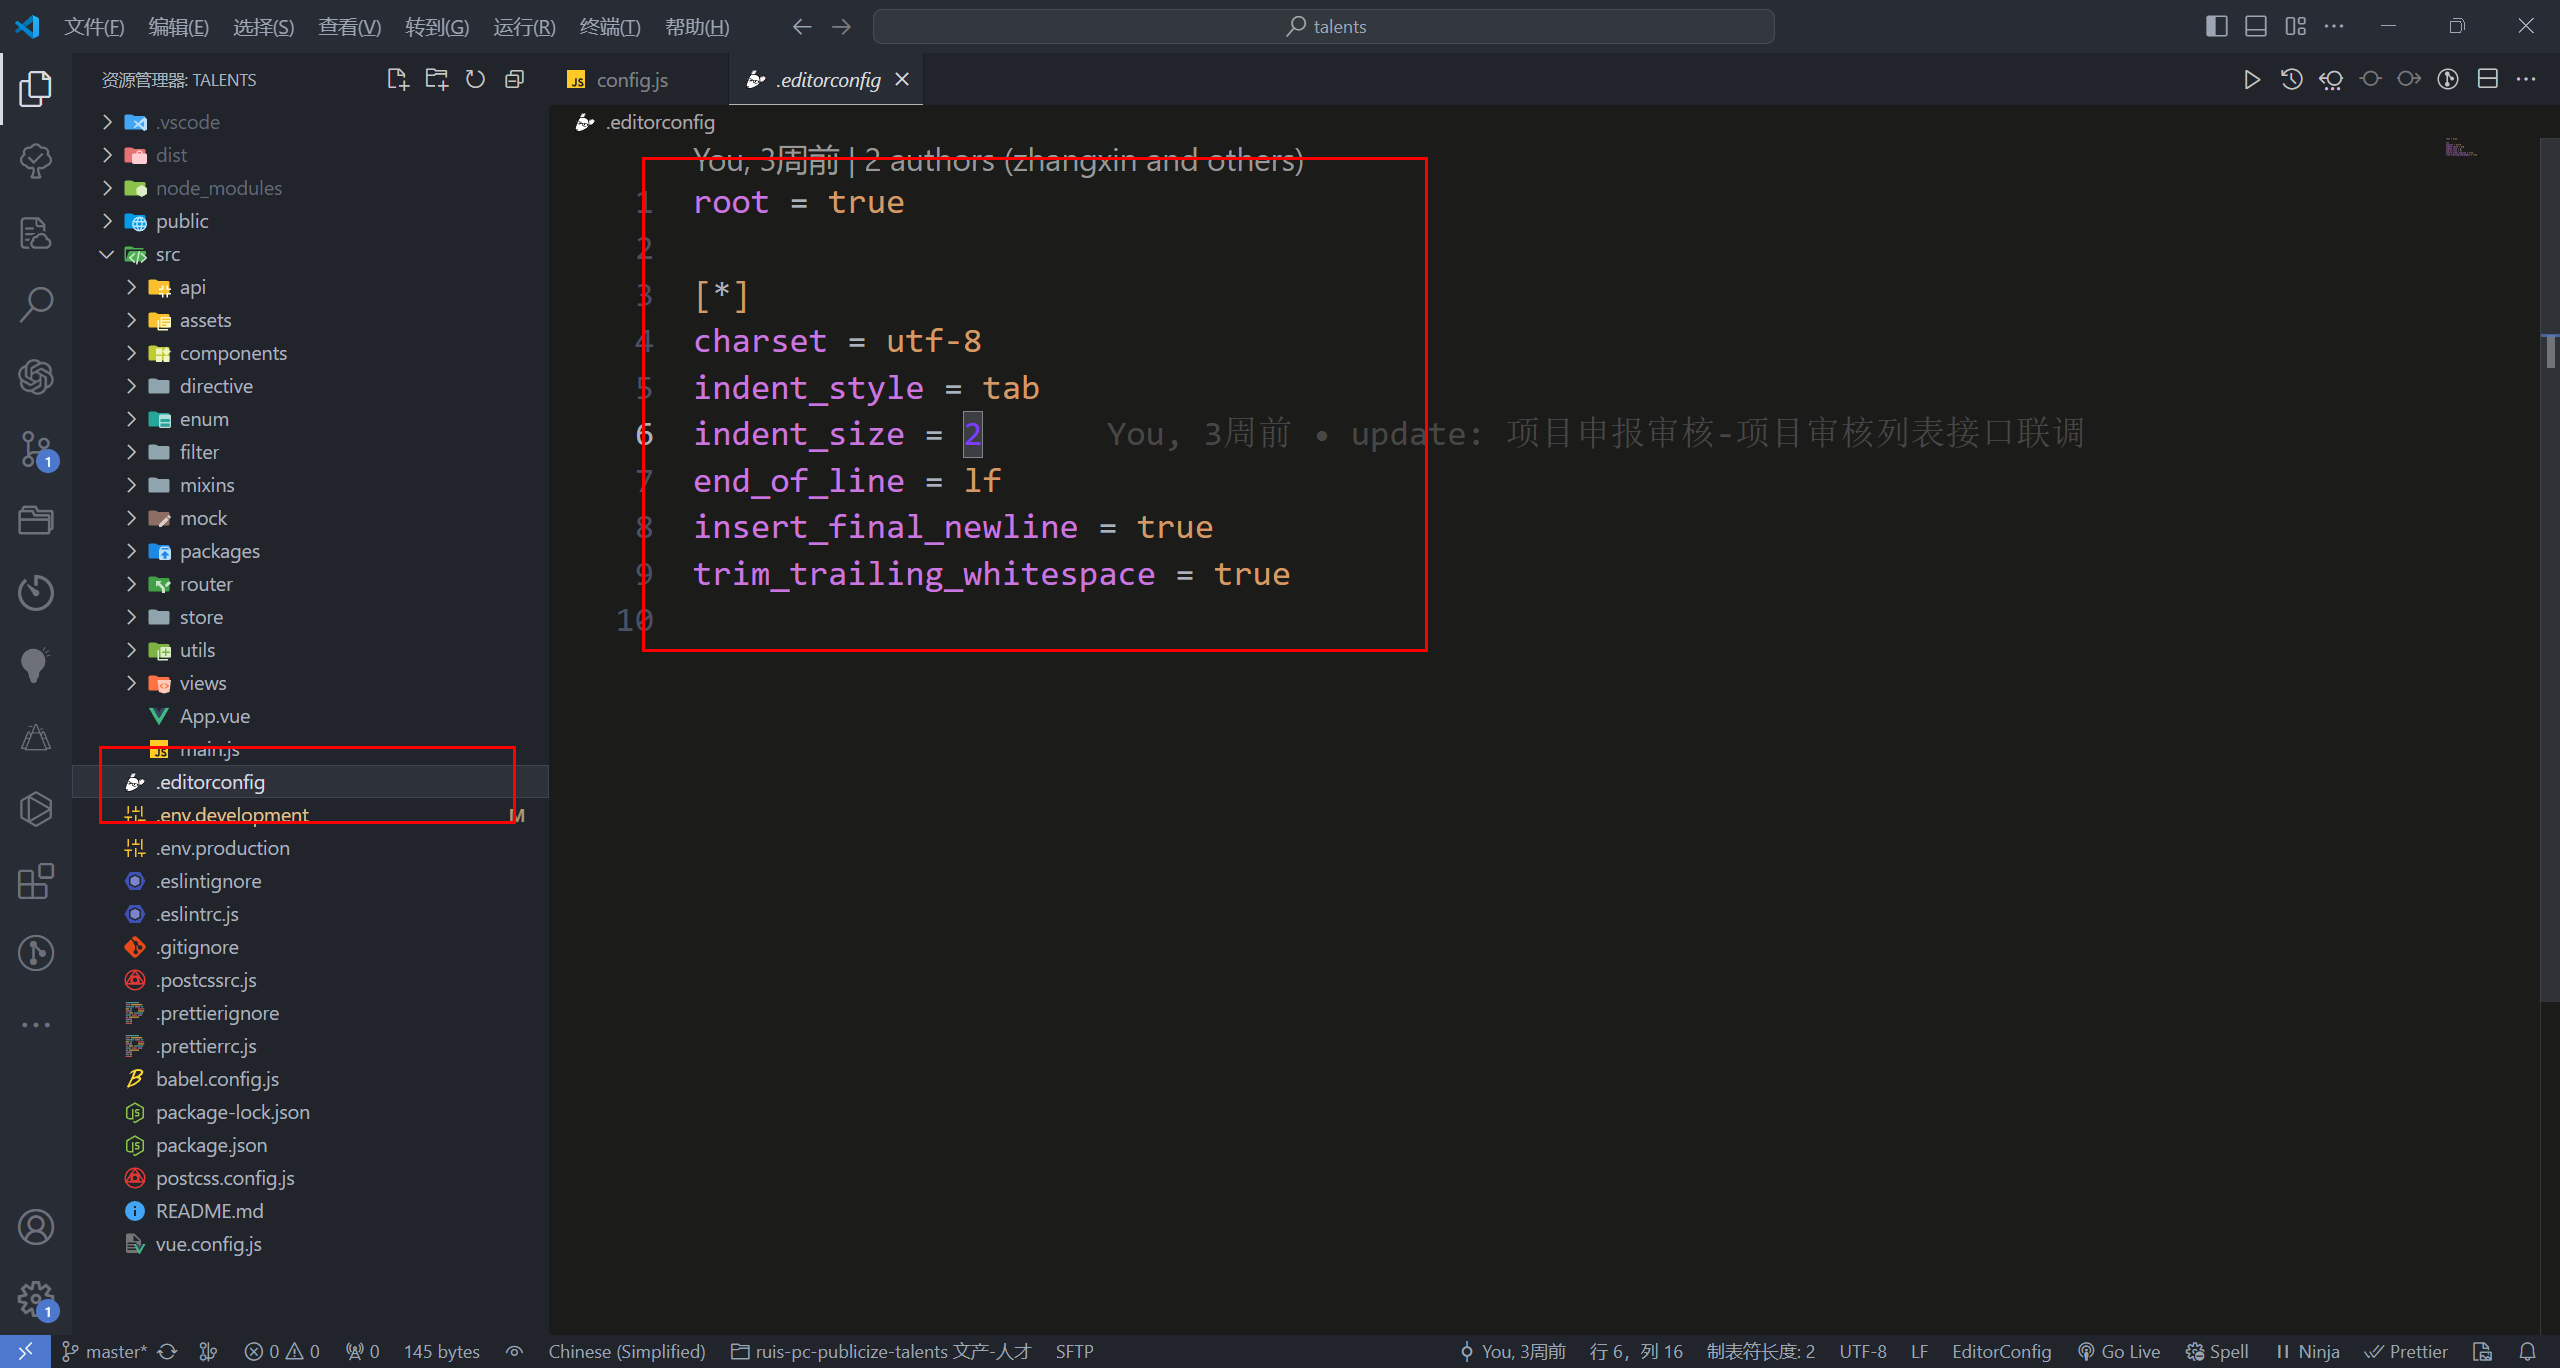 文件(F) 编辑(E) 选择(S) 查看(V) 转到(G) 运行(R) 终端(T) 帮助(H) talents
资源管理器: TALENTS
.vscode
dist
node_modules
public
src
api
assets
components
directive
enum
filter
mixins
mock
packages
router
store
utils
views
App.vue
main.js
.editorconfig
.env.development M
.env.production
.eslintignore
.eslintrc.js
.gitignore
.postcssrc.js
.prettierignore
.prettierrc.js
babel.config.js
package-lock.json
package.json
postcss.config.js
README.md
vue.config.js
1
1
config.js .editorconfig
.editorconfig
You, 3周前 | 2 authors (zhangxin and others)
1 root = true
2
3 [*]
4 charset = utf-8
5 indent_style = tab
6 indent_size = 2 You, 3周前 • update: 项目申报审核-项目审核列表接口联调
7 end_of_line = lf
8 insert_final_newline = true
9 trim_trailing_whitespace = true
10
master* 0 0 0 145 bytes Chinese (Simplified) ruis-pc-publicize-talents 文产-人才 SFTP You, 3周前 行 6，列 16 制表符长度: 2 UTF-8 LF EditorConfig Go Live Spell Ninja Prettier